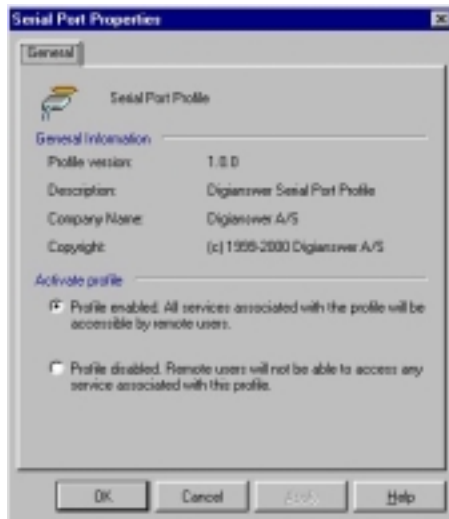 Serial Port Properties
General
Serial Port Profile
General Information
Profile version: 1.0.0
Description: Digianswer Serial Port Profile
Company Name: Digianswer A/S
Copyright: (c) 1999-2000 Digianswer A/S
Activate profile
Profile enabled. All services associated with the profile will be
accessible by remote users.
Profile disabled. Remote users will not be able to access any
service associated with this profile.
OK Cancel Apply Help